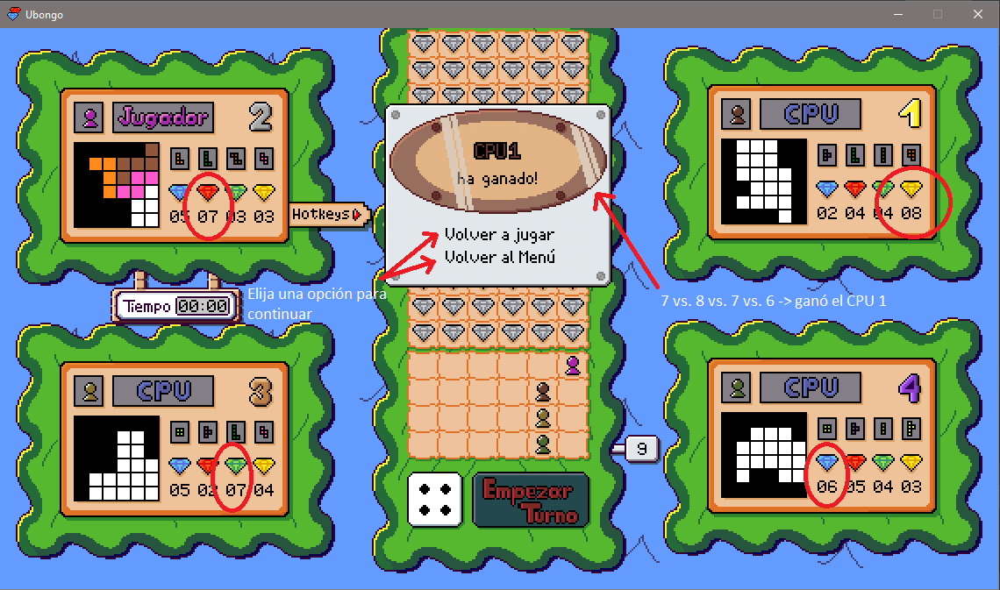 Ubongo
Jugador 2
05 07 03 03
Hotkeys
Tiempo 00:00
Elija una opción para
continuar
CPU 3
05 02 07 04
CPU1
ha ganado!
Volver a jugar
Volver al Menú
9
Empezar
Turno
CPU 1
02 04 04 08
7 vs. 8 vs. 7 vs. 6 -> ganó el CPU 1
CPU 4
06 05 04 03